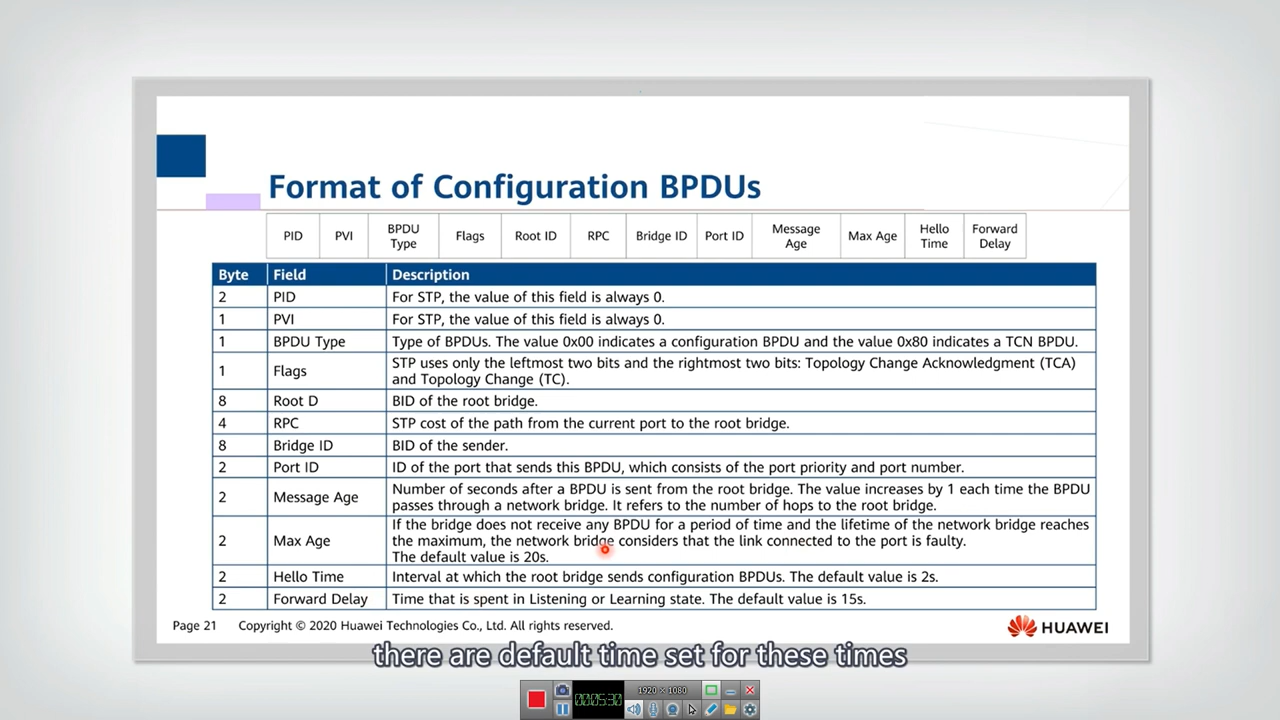 Format of Configuration BPDUs
PID PVI BPDU Type Flags Root ID RPC Bridge ID Port ID Message Age Max Age Hello Time Forward Delay
Byte Field Description
2 PID For STP, the value of this field is always 0.
1 PVI For STP, the value of this field is always 0.
1 BPDU Type Type of BPDUs. The value 0x00 indicates a configuration BPDU and the value 0x80 indicates a TCN BPDU.
1 Flags STP uses only the leftmost two bits and the rightmost two bits: Topology Change Acknowledgment (TCA)
and Topology Change (TC).
8 Root D BID of the root bridge.
4 RPC STP cost of the path from the current port to the root bridge.
8 Bridge ID BID of the sender.
2 Port ID ID of the port that sends this BPDU, which consists of the port priority and port number.
2 Message Age Number of seconds after a BPDU is sent from the root bridge. The value increases by 1 each time the BPDU
passes through a network bridge. It refers to the number of hops to the root bridge.
2 Max Age If the bridge does not receive any BPDU for a period of time and the lifetime of the network bridge reaches
the maximum, the network bridge considers that the link connected to the port is faulty.
The default value is 20s.
2 Hello Time Interval at which the root bridge sends configuration BPDUs. The default value is 2s.
2 Forward Delay Time that is spent in Listening or Learning state. The default value is 15s.
Page 21 Copyright © 2020 Huawei Technologies Co., Ltd. All rights reserved.
HUAWEI
there are default time set for these times
1920 × 1080
00:05:30